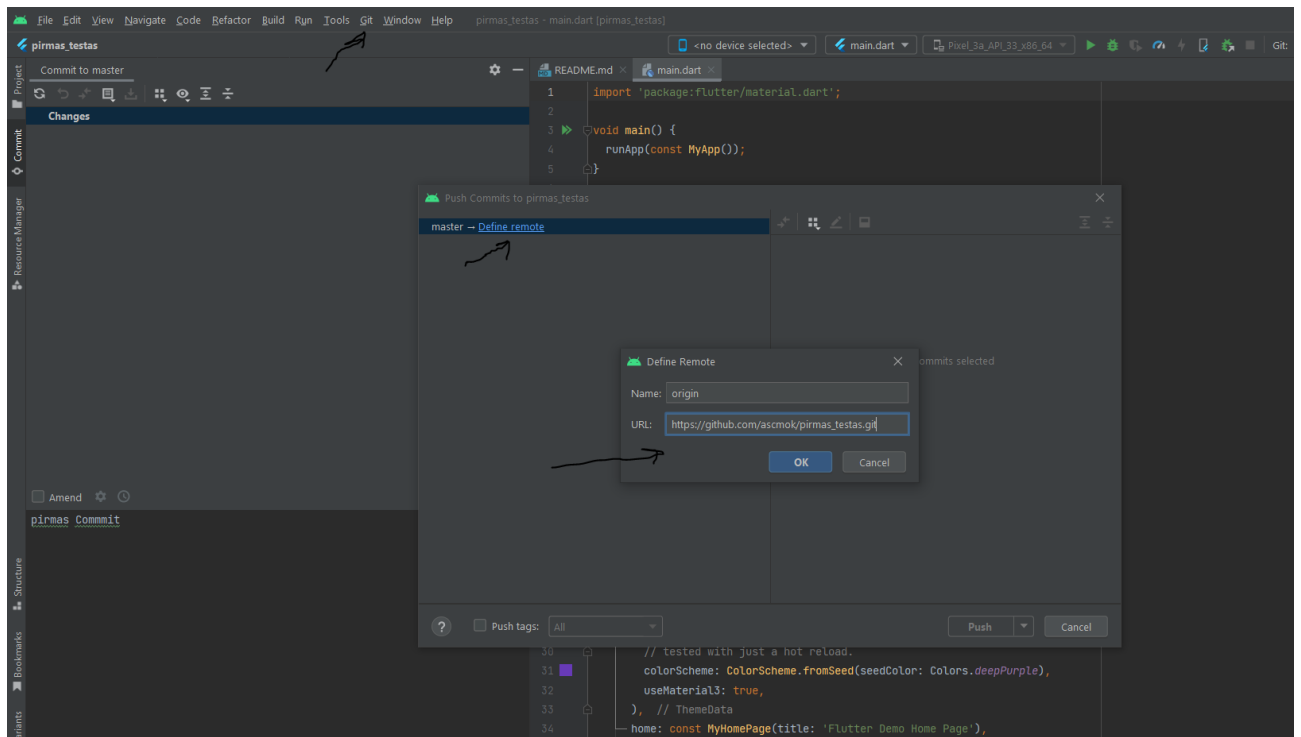 File Edit View Navigate Code Refactor Build Run Tools Git Window Help pirmas_testas - main.dart [pirmas_testas]
pirmas_testas <no device selected> main.dart Pixel_3a_API_33_x86_64 Git:
Project
Commit to master
README.md main.dart
1 import 'package:flutter/material.dart';
Changes
2
3 void main() {
Commit
4 runApp(const MyApp());
5 }
Resource Manager
Push Commits to pirmas_testas
master → Define remote
Define Remote
ommits selected
Name: origin
URL: https://github.com/ascmok/pirmas_testas.git
OK Cancel
Amend
pirmas Commmit
Structure
? Push tags: All Push Cancel
Bookmarks
30 // tested with just a hot reload.
31 colorScheme: ColorScheme.fromSeed(seedColor: Colors.deepPurple),
32 useMaterial3: true,
33 ), // ThemeData
34 home: const MyHomePage(title: 'Flutter Demo Home Page'),
riants